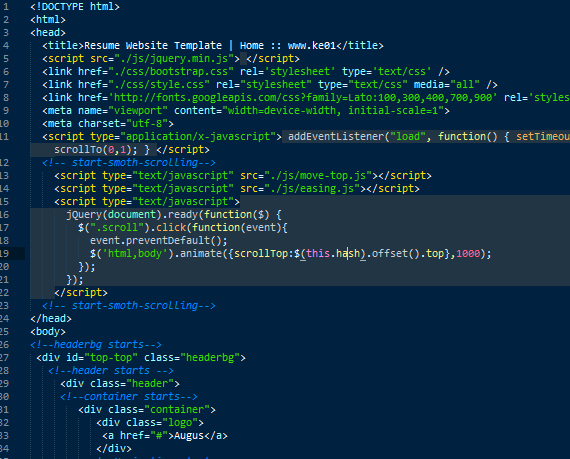 1 <!DOCTYPE html>
2 <html>
3 <head>
4 <title>Resume Website Template | Home :: www.ke01</title>
5 <script src="./js/jquery.min.js"> </script>
6 <link href="./css/bootstrap.css" rel='stylesheet' type='text/css' />
7 <link href="./css/style.css" rel="stylesheet" type="text/css" media="all" />
8 <link href='http://fonts.googleapis.com/css?family=Lato:100,300,400,700,900' rel='styles
9 <meta name="viewport" content="width=device-width, initial-scale=1">
10 <meta charset="utf-8">
11 <script type="application/x-javascript"> addEventListener("load", function() { setTimeou
scrollTo(0,1); } </script>
12 <!-- start-smoth-scrolling-->
13 <script type="text/javascript" src="./js/move-top.js"></script>
14 <script type="text/javascript" src="./js/easing.js"></script>
15 <script type="text/javascript">
16 jQuery(document).ready(function($) {
17 $(".scroll").click(function(event){
18 event.preventDefault();
19 $('html,body').animate({scrollTop:$(this.hash).offset().top},1000);
20 });
21 });
22 </script>
23 <!-- start-smoth-scrolling-->
24 </head>
25 <body>
26 <!--headerbg starts-->
27 <div id="top-top" class="headerbg">
28 <!--header starts -->
29 <div class="header">
30 <!--container starts-->
31 <div class="container">
32 <div class="logo">
33 <a href="#">Augus</a>
34 </div>